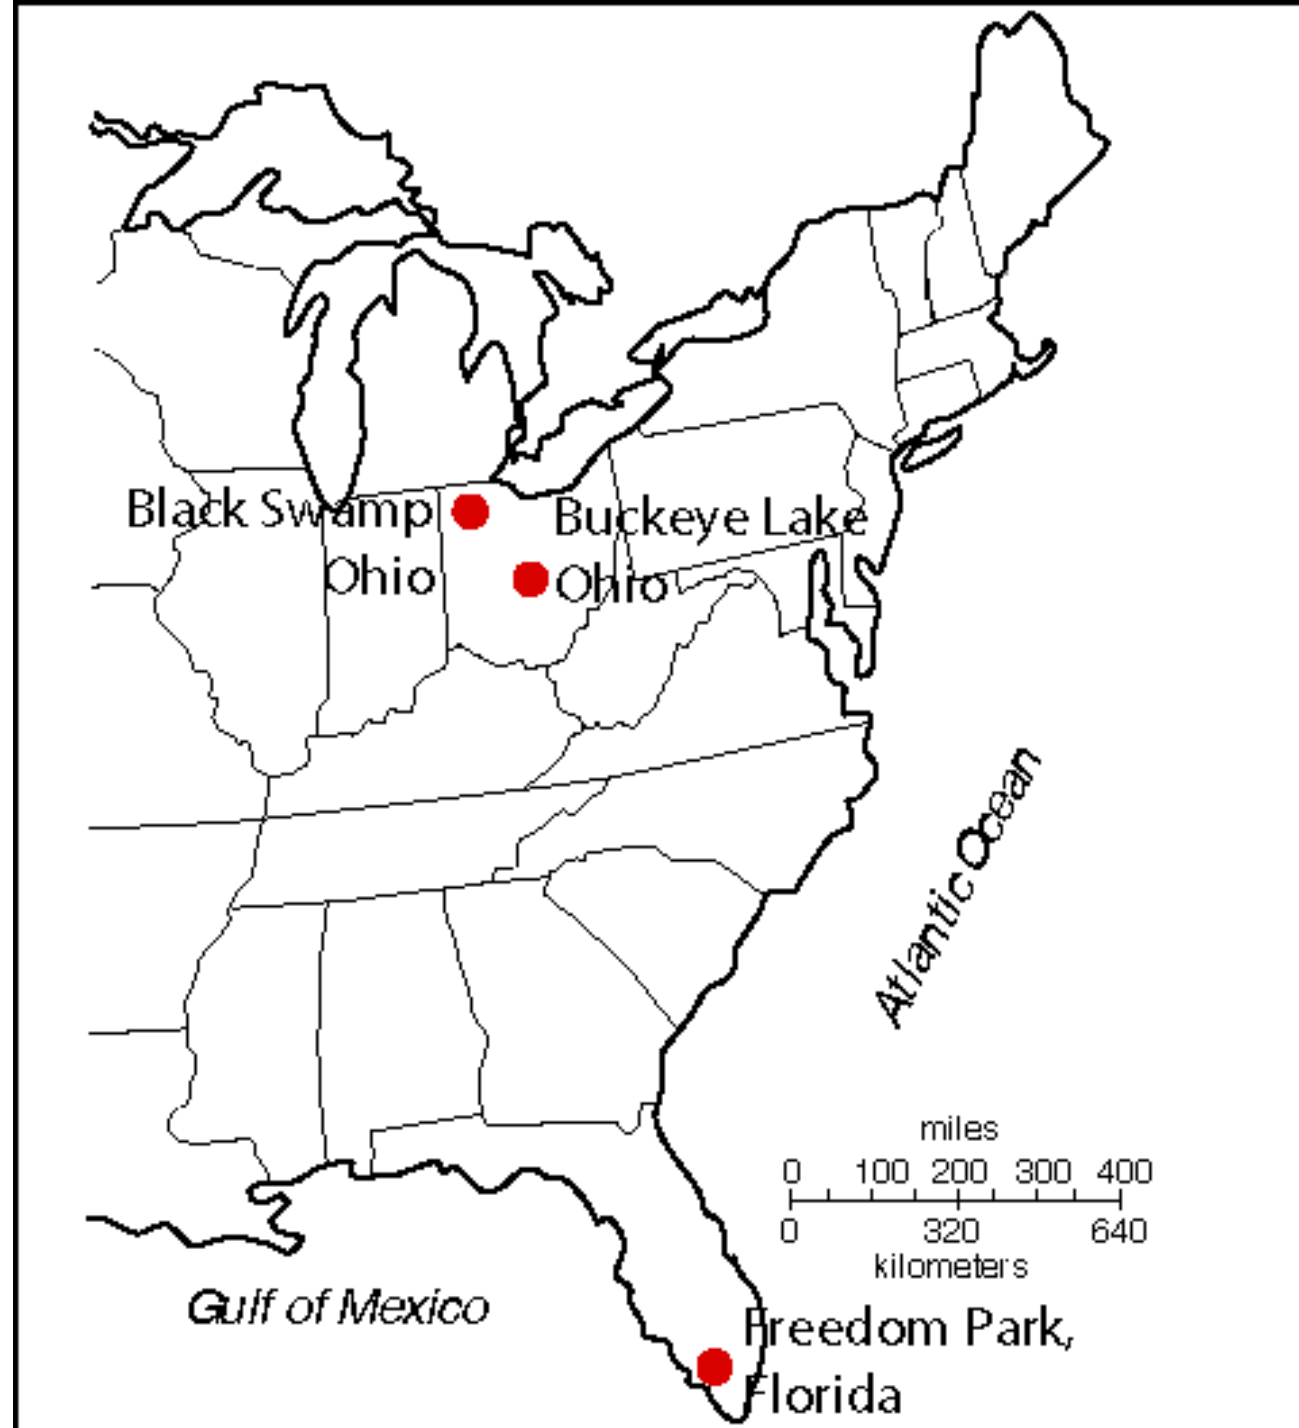 Black Swamp
Ohio
Buckeye Lake
Ohio
Atlantic Ocean
miles
0 100 200 300 400
0 320 640
kilometers
Gulf of Mexico
Freedom Park,
Florida